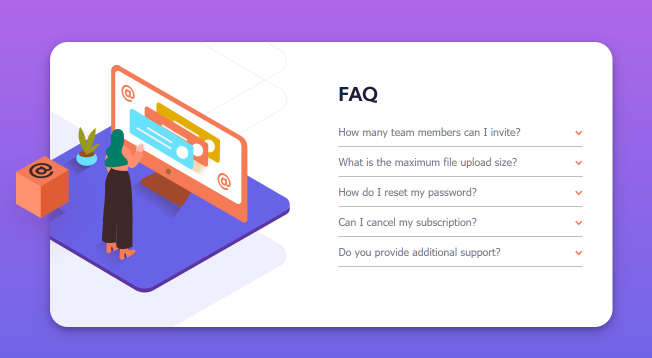 FAQ
How many team members can I invite?
What is the maximum file upload size?
How do I reset my password?
Can I cancel my subscription?
Do you provide additional support?
@
@